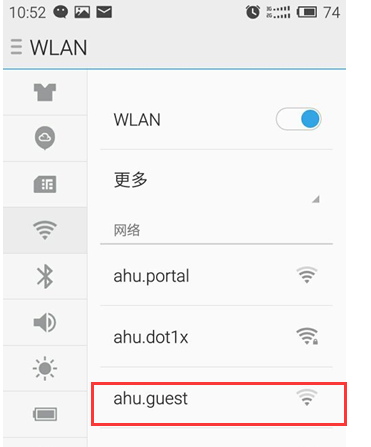 10:52 74
WLAN
WLAN
更多
网络
ahu.portal
ahu.dot1x
ahu.guest